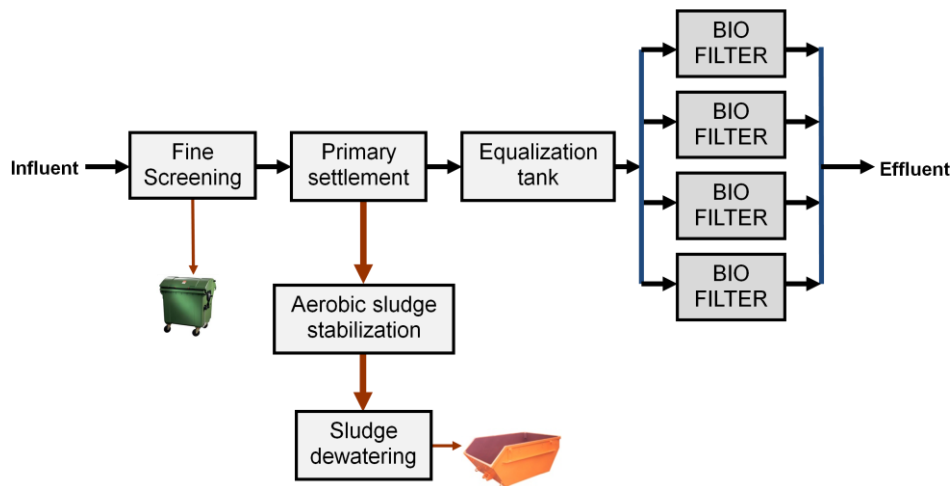 Influent
Fine
Screening
Primary
settlement
Equalization
tank
BIO
FILTER
BIO
FILTER
BIO
FILTER
BIO
FILTER
Effluent
Aerobic sludge
stabilization
Sludge
dewatering